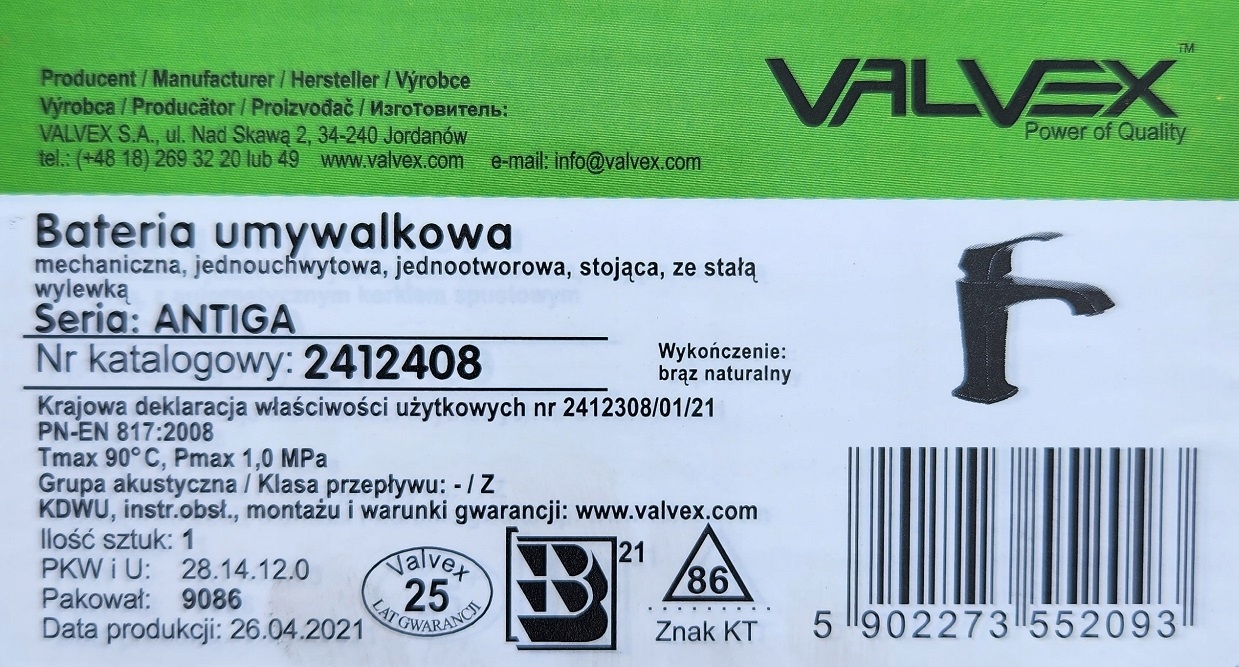 Producent / Manufacturer / Hersteller / Výrobce
Výrobca / Producător / Proizvođač / Изготовитель:
VALVEX S.A., ul. Nad Skawą 2, 34-240 Jordanów
tel.: (+48 18) 269 32 20 lub 49 www.valvex.com e-mail: info@valvex.com
VALVEX™
Power of Quality
Bateria umywalkowa
mechaniczna, jednouchwytowa, jednootworowa, stojąca, ze stałą
wylewką
Seria: ANTIGA
Nr katalogowy: 2412408
Wykończenie:
brąz naturalny
Krajowa deklaracja właściwości użytkowych nr 2412308/01/21
PN-EN 817:2008
Tmax 90°C, Pmax 1,0 MPa
Grupa akustyczna / Klasa przepływu: - / Z
KDWU, instr.obsł., montażu i warunki gwarancji: www.valvex.com
Ilość sztuk: 1
PKW i U: 28.14.12.0
Pakował: 9086
Data produkcji: 26.04.2021
Valvex
25
LAT GWARANCJI
B 21
86
Znak KT
5 902273 552093